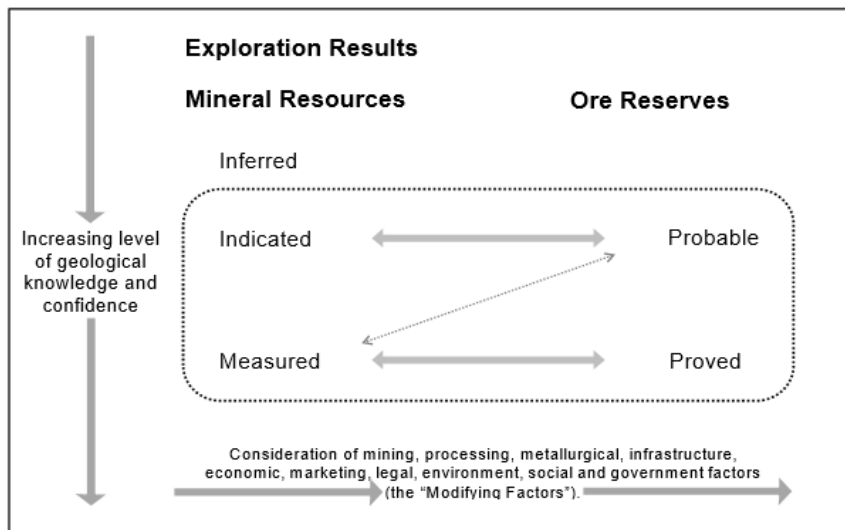 Exploration Results
Mineral Resources
Ore Reserves
Inferred
Increasing level
of geological
knowledge and
confidence
Indicated
Probable
Measured
Proved
Consideration of mining, processing, metallurgical, infrastructure,
economic, marketing, legal, environment, social and government factors
(the “Modifying Factors”).